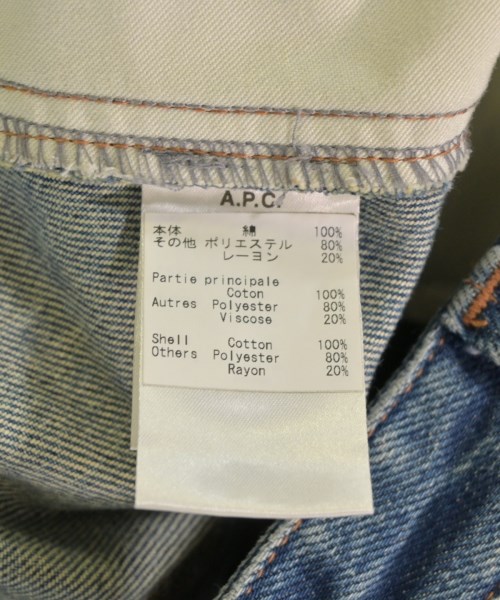 A.P.C.
本体 綿 100%
その他 ポリエステル 80%
レーヨン 20%
Partie principale
Coton 100%
Autres Polyester 80%
Viscose 20%
Shell Cotton 100%
Others Polyester 80%
Rayon 20%